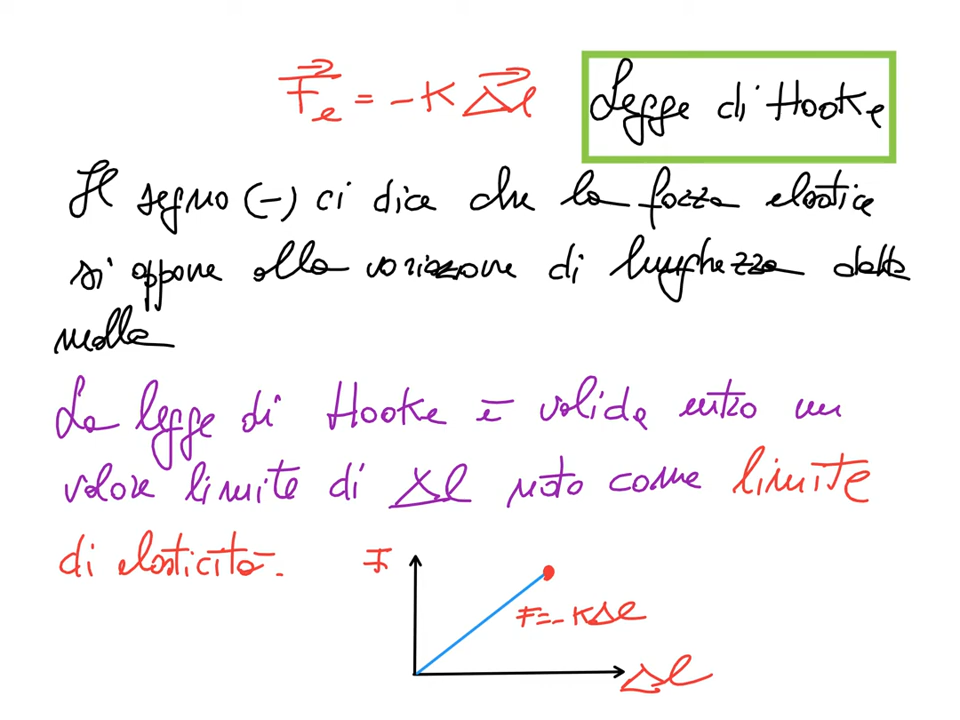 F⃗e = -K Δl⃗ Legge di Hooke
Il segno (-) ci dice che la forza elastica
si oppone alla variazione di lunghezza della
molla
La legge di Hooke è valida entro un
valore limite di Δl noto come limite
di elasticità.
F
F=-KΔl
Δl